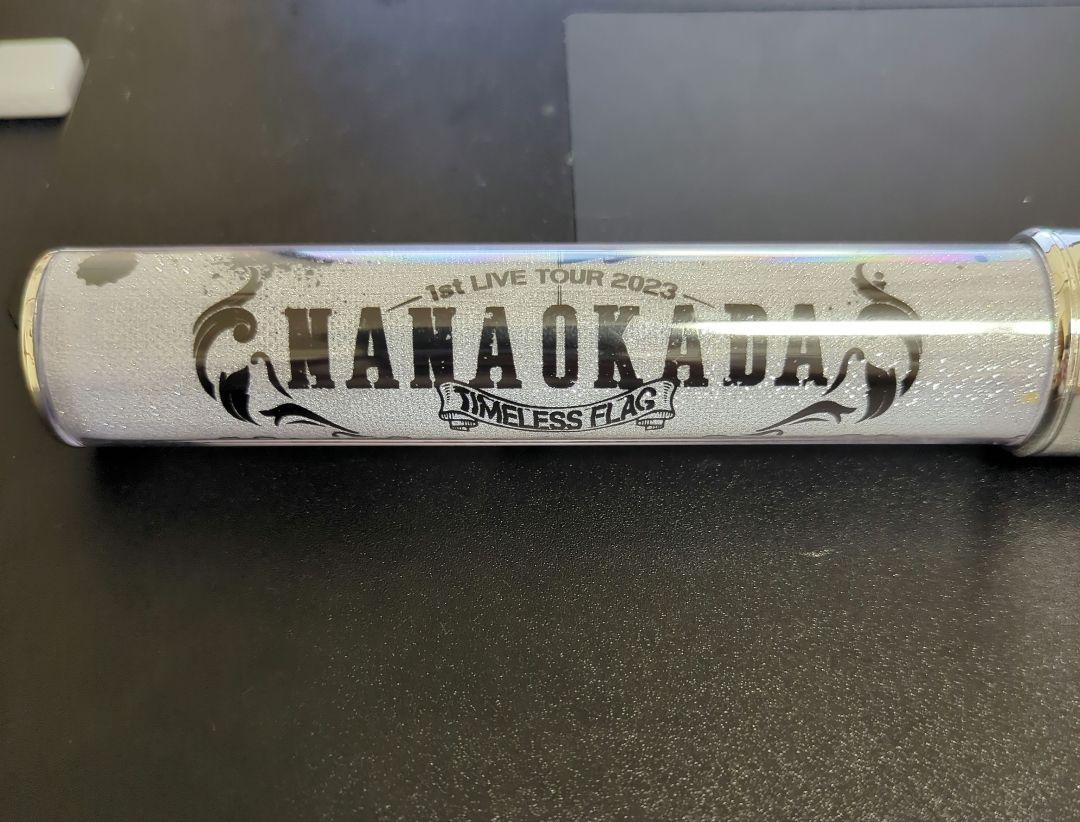 1st LIVE TOUR 2023
HANAOKADA
TIMELESS FLAG